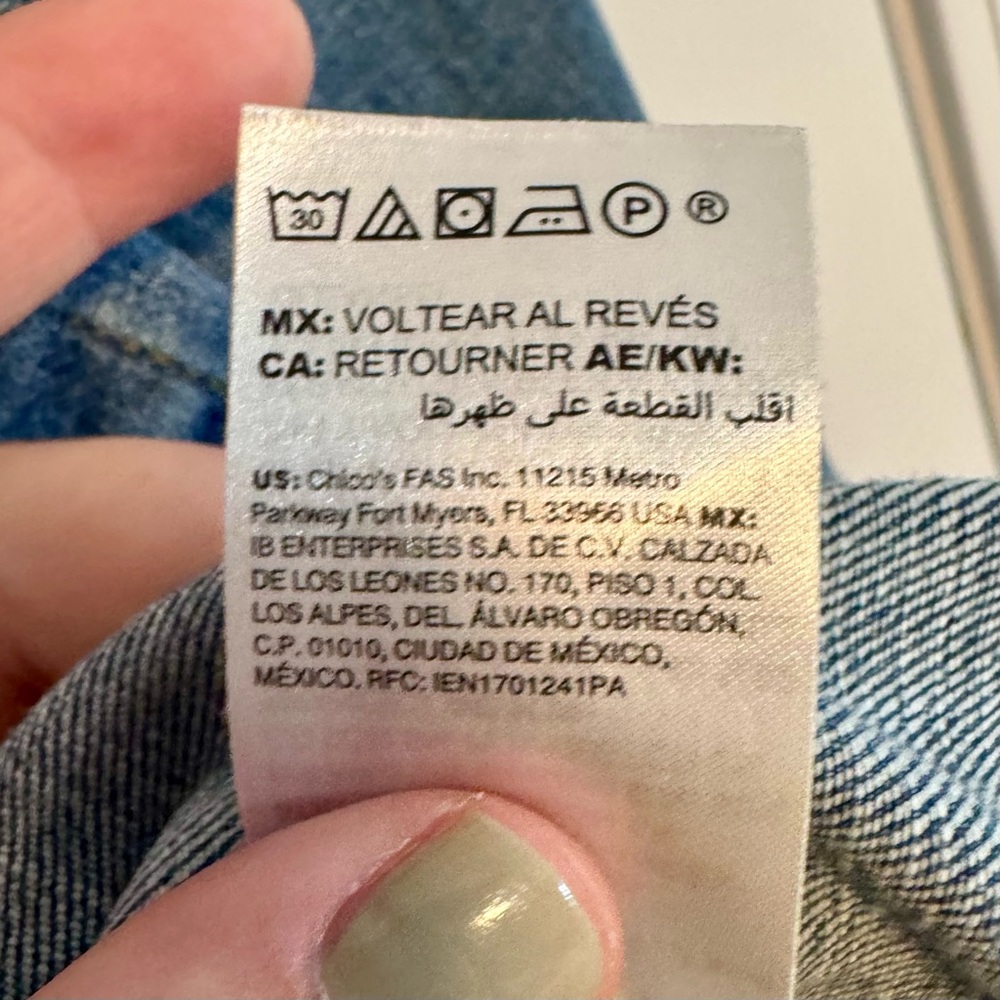 30 P ®
MX: VOLTEAR AL REVÉS
CA: RETOURNER AE/KW:
اقلب القطعة على ظهرها
US: Chico's FAS Inc. 11215 Metro
Parkway Fort Myers, FL 33966 USA MX:
IB ENTERPRISES S.A. DE C.V. CALZADA
DE LOS LEONES NO. 170, PISO 1, COL.
LOS ALPES, DEL. ÁLVARO OBREGÓN,
C.P. 01010, CIUDAD DE MÉXICO,
MÉXICO. RFC: IEN1701241PA